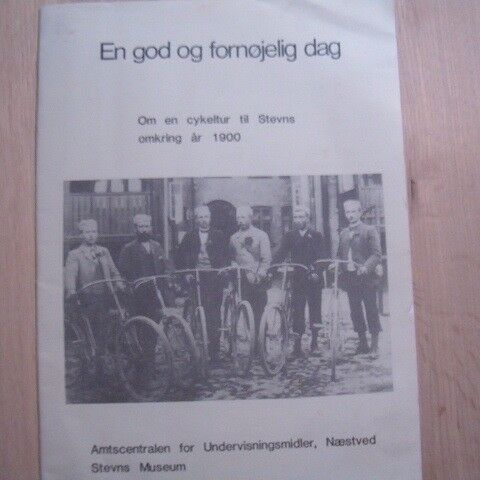 En god og fornøjelig dag
Om en cykeltur til Stevns
omkring år 1900
Amtscentralen for Undervisningsmidler, Næstved
Stevns Museum